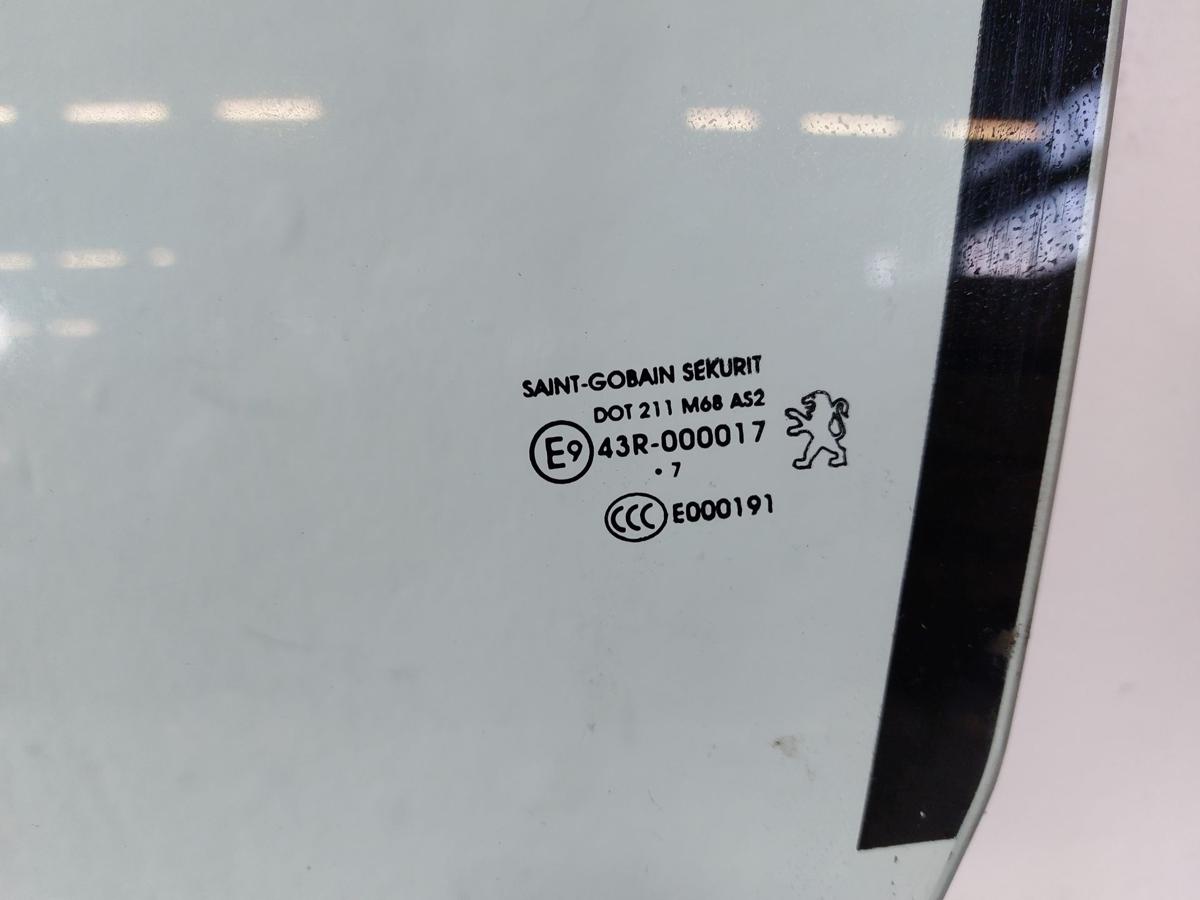 SAINT-GOBAIN SEKURIT
DOT 211 M68 AS2
E9 43R-000017
• 7
CCC E000191